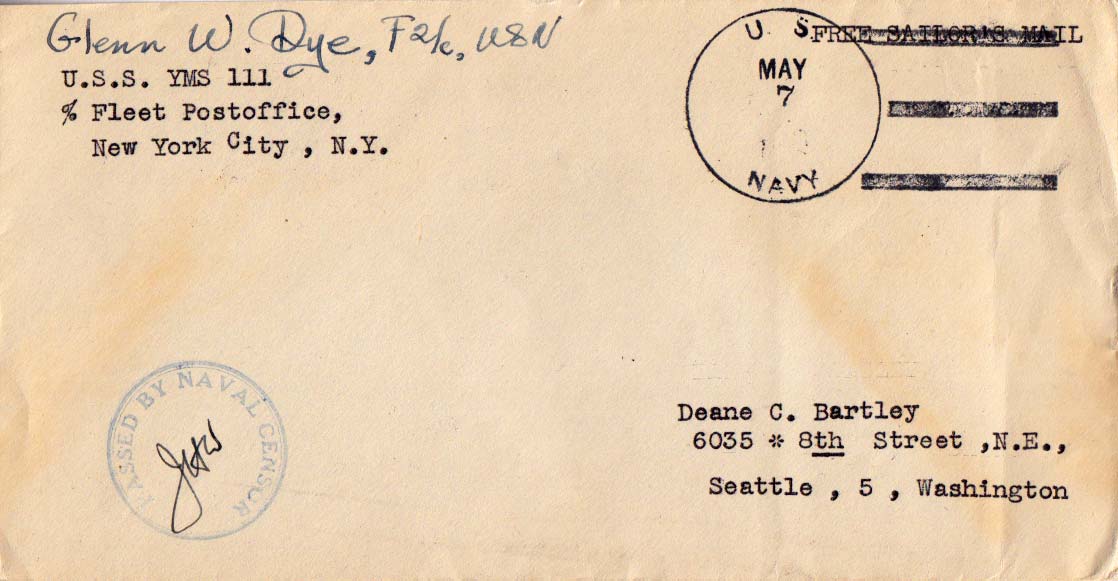 Glenn W. Dye, F2/c, USN
U.S.S. YMS 111
% Fleet Postoffice,
New York City , N.Y.
FREE SAILOR'S MAIL
U S
MAY
7
NAVY
PASSED BY NAVAL CENSOR
Deane C. Bartley
6035 * 8th Street ,N.E.,
Seattle , 5 , Washington